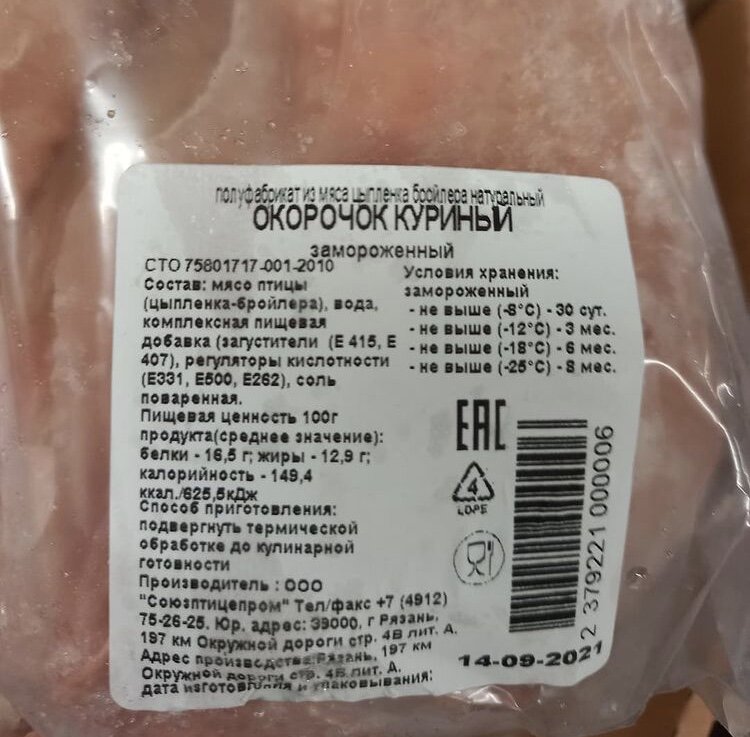 полуфабрикат из мяса цыпленка бройлера натуральный
ОКОРОЧОК КУРИНЫЙ
замороженный
СТО 75801717-001-2010
Состав: мясо птицы
(цыпленка-бройлера), вода,
комплексная пищевая
добавка (загустители (Е 415, Е
407), регуляторы кислотности
(Е331, Е500, Е262), соль
поваренная.
Пищевая ценность 100г
продукта(среднее значение):
белки - 16,5 г; жиры - 12,9 г;
калорийность - 149,4
ккал./625,5кДж
Способ приготовления:
подвергнуть термической
обработке до кулинарной
готовности
Производитель : ООО
"Союзптицепром" Тел/факс +7 (4912)
75-26-25. Юр. адрес: 39000, г Рязань,
197 км Окружной дороги стр. 4В лит. А.
Адрес производства: Рязань, 197 км
Окружной дороги стр. 4В лит. А.
дата изготовления и упаковывания:
Условия хранения:
замороженный
- не выше (-8°С) - 30 сут.
- не выше (-12°С) - 3 мес.
- не выше (-18°С) - 6 мес.
- не выше (-25°С) - 8 мес.
ЕАС
4
LDPE
2 379221 000006
14-09-2021